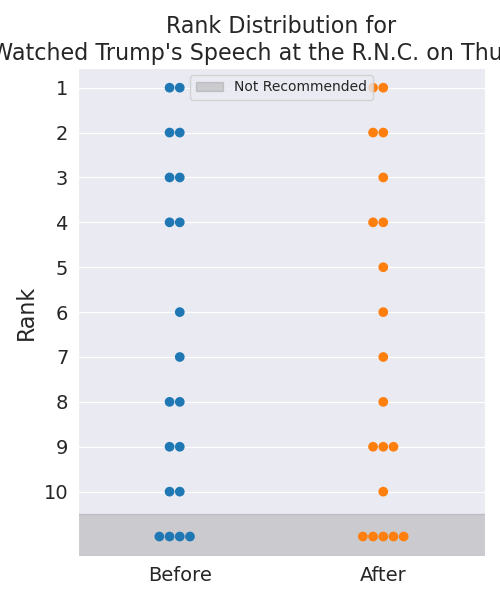 Rank Distribution for
Watched Trump's Speech at the R.N.C. on Thu
Not Recommended
1
2
3
4
5
6
7
8
9
10
Rank
Before
After